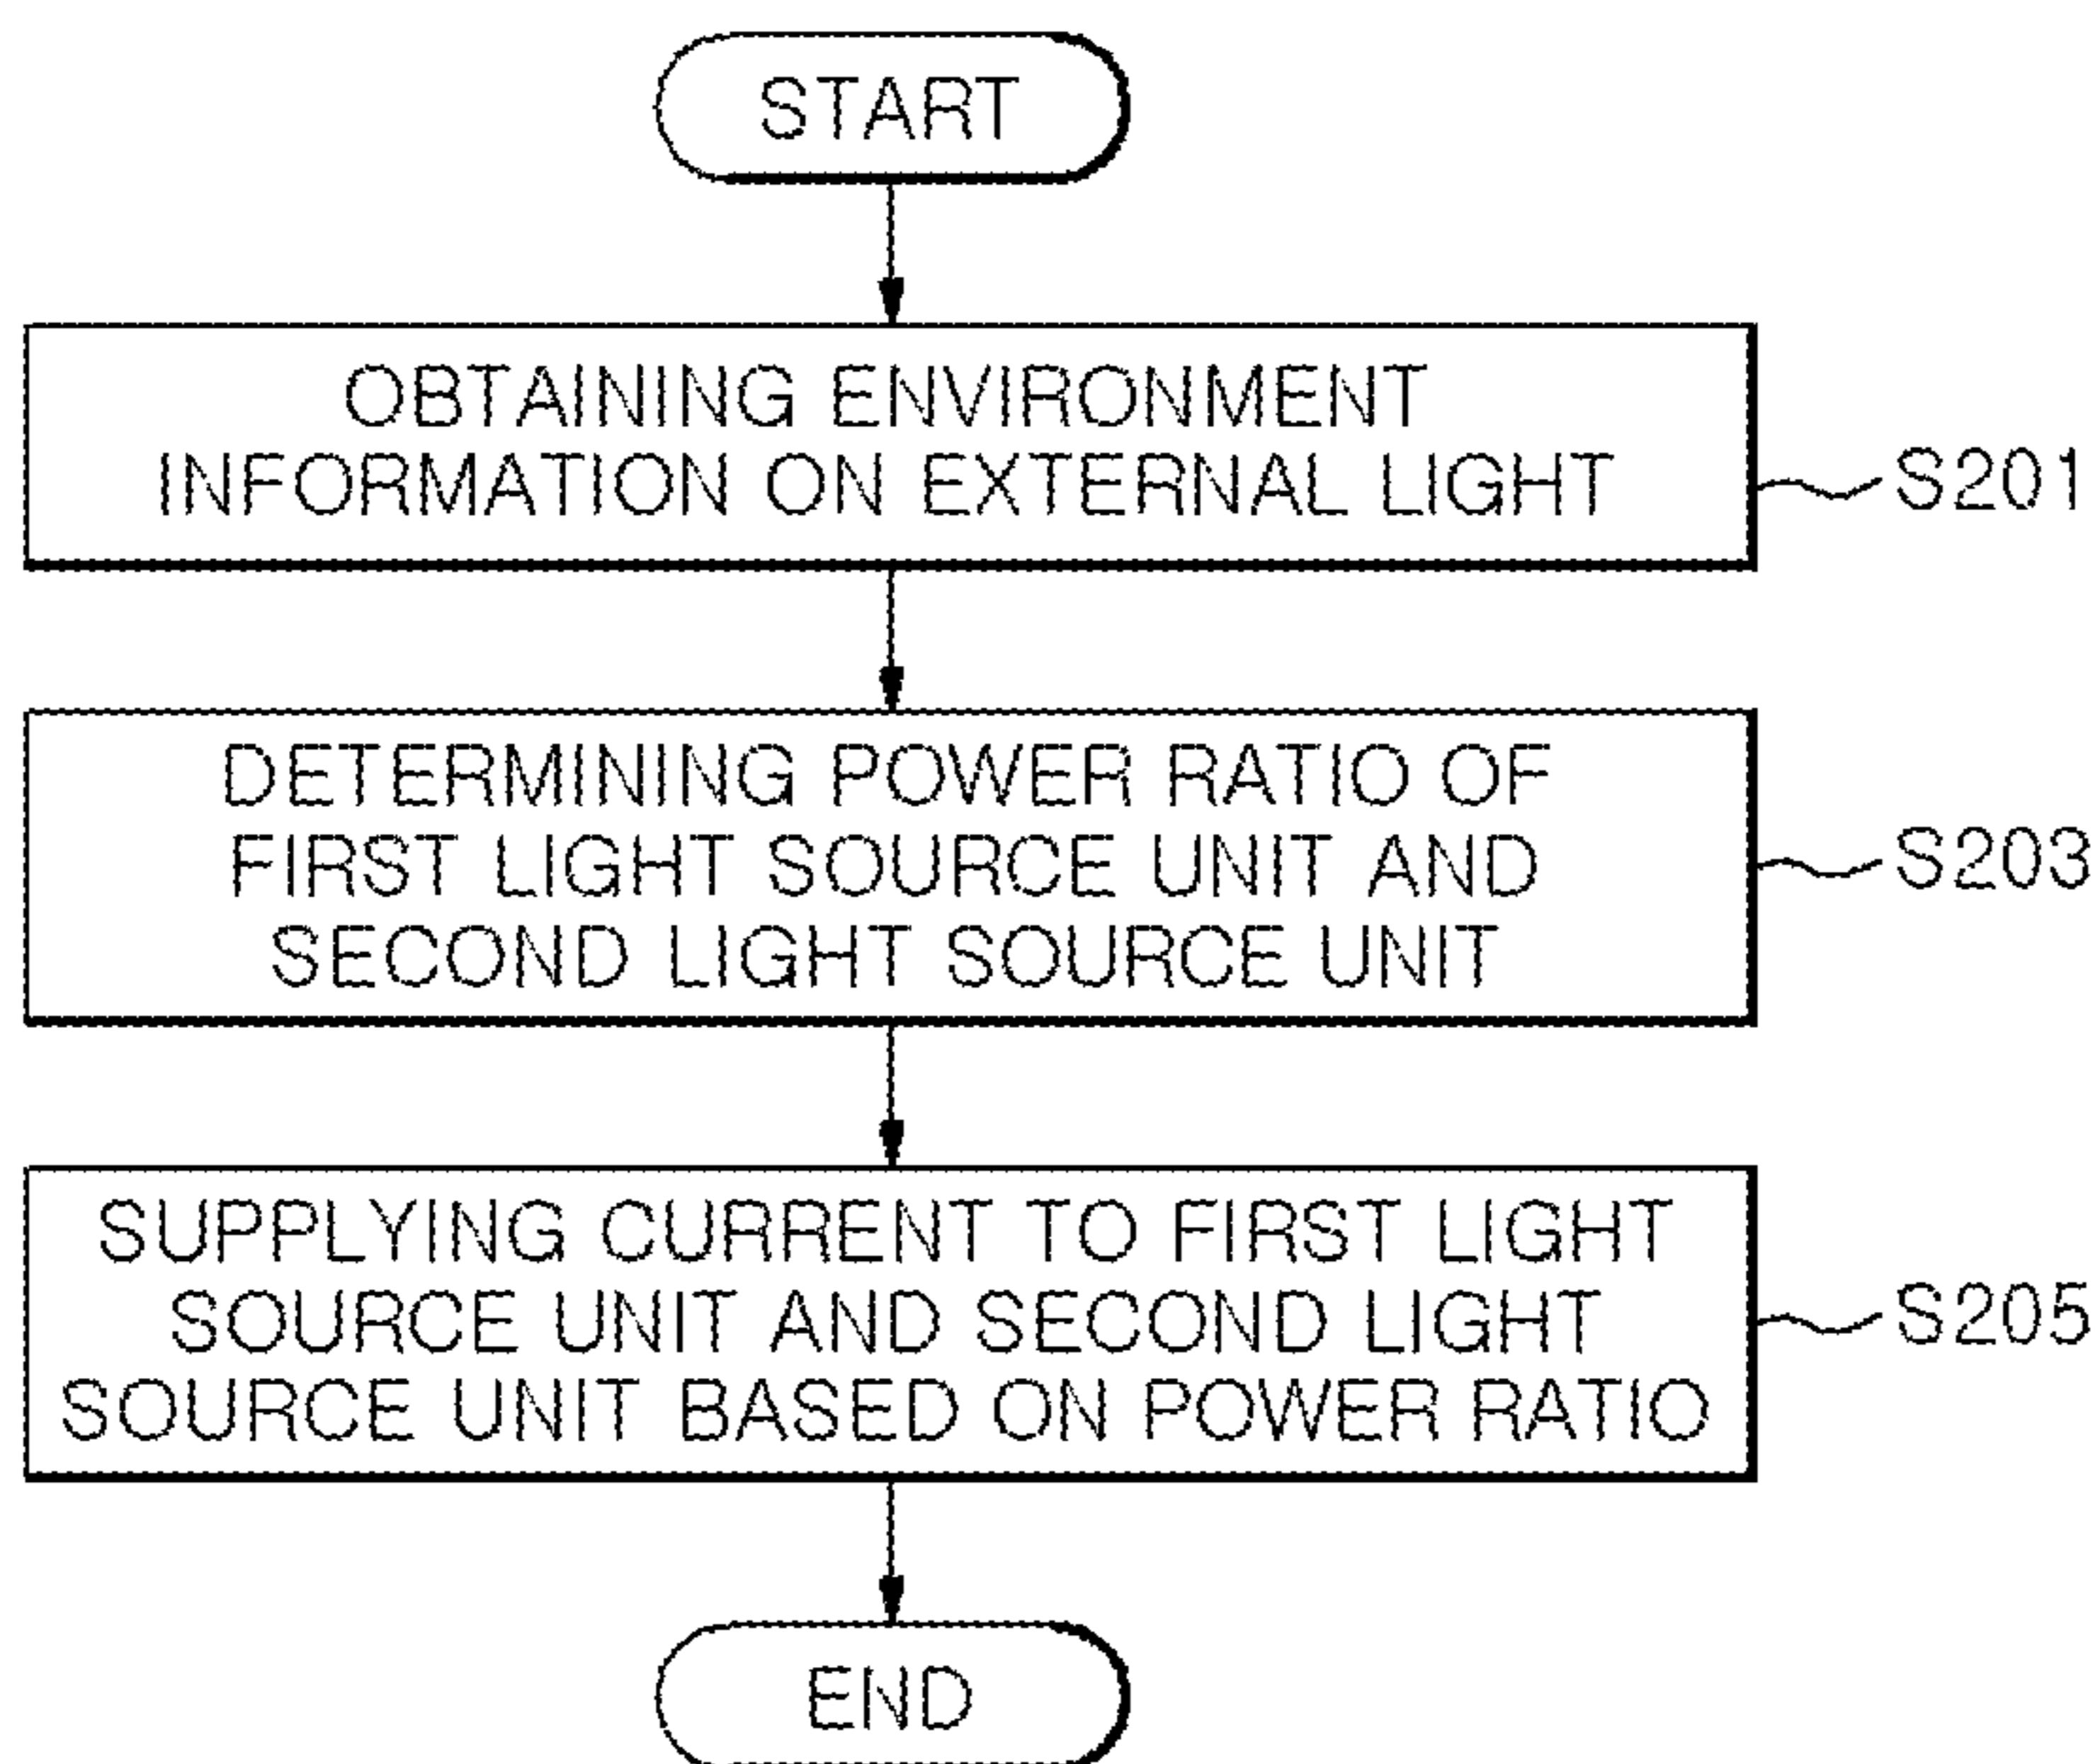 START
OBTAINING ENVIRONMENT
INFORMATION ON EXTERNAL LIGHT
S201
DETERMINING POWER RATIO OF
FIRST LIGHT SOURCE UNIT AND
SECOND LIGHT SOURCE UNIT
S203
SUPPLYING CURRENT TO FIRST LIGHT
SOURCE UNIT AND SECOND LIGHT
SOURCE UNIT BASED ON POWER RATIO
S205
END